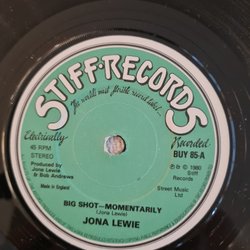 STIFF-RECORDS
The world's most flexible record label...
Electrically
Recorded
45 RPM
STEREO
BUY 85-A
℗ © 1980
Stiff
Records
Produced by
Jona Lewie
& Bob Andrews
Street Music
Ltd
Made in England
BIG SHOT—MOMENTARILY
(Jona Lewie)
JONA LEWIE